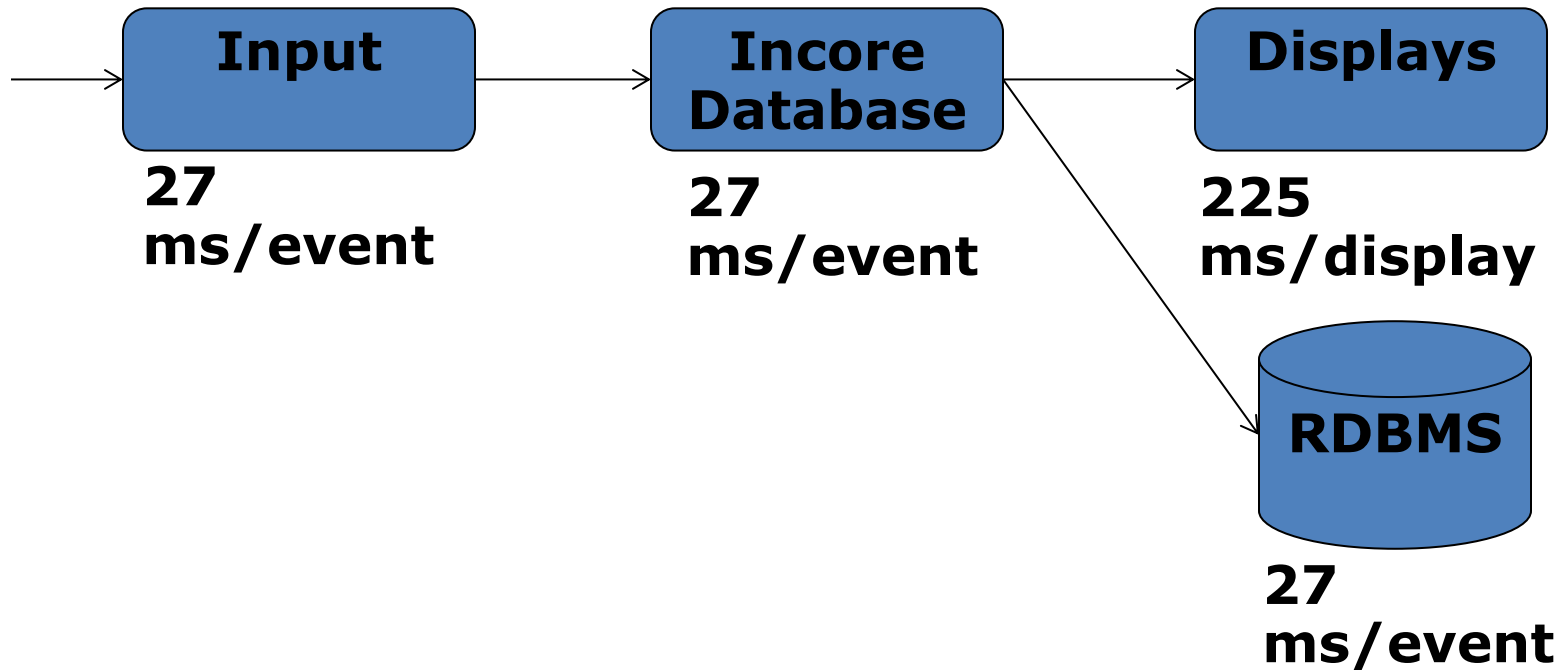 Input
27
ms/event
Incore
Database
27
ms/event
Displays
225
ms/display
RDBMS
27
ms/event